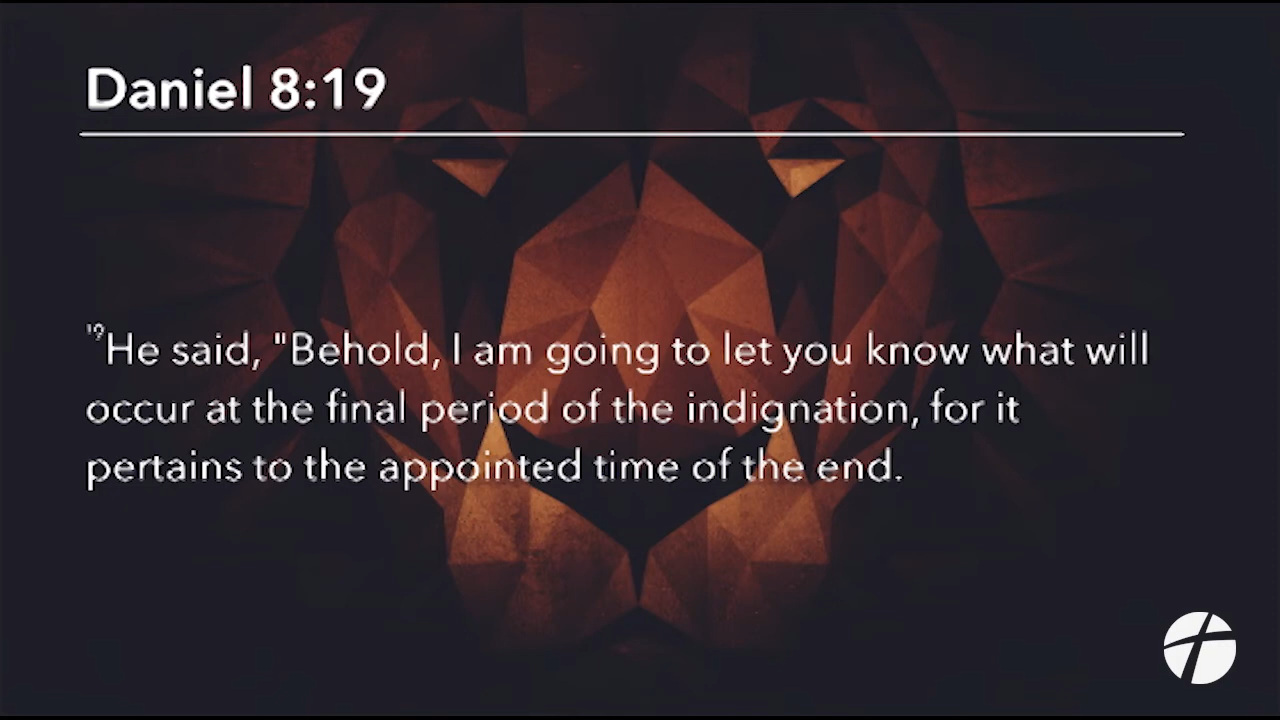 Daniel 8:19
19He said, "Behold, I am going to let you know what will
occur at the final period of the indignation, for it
pertains to the appointed time of the end.